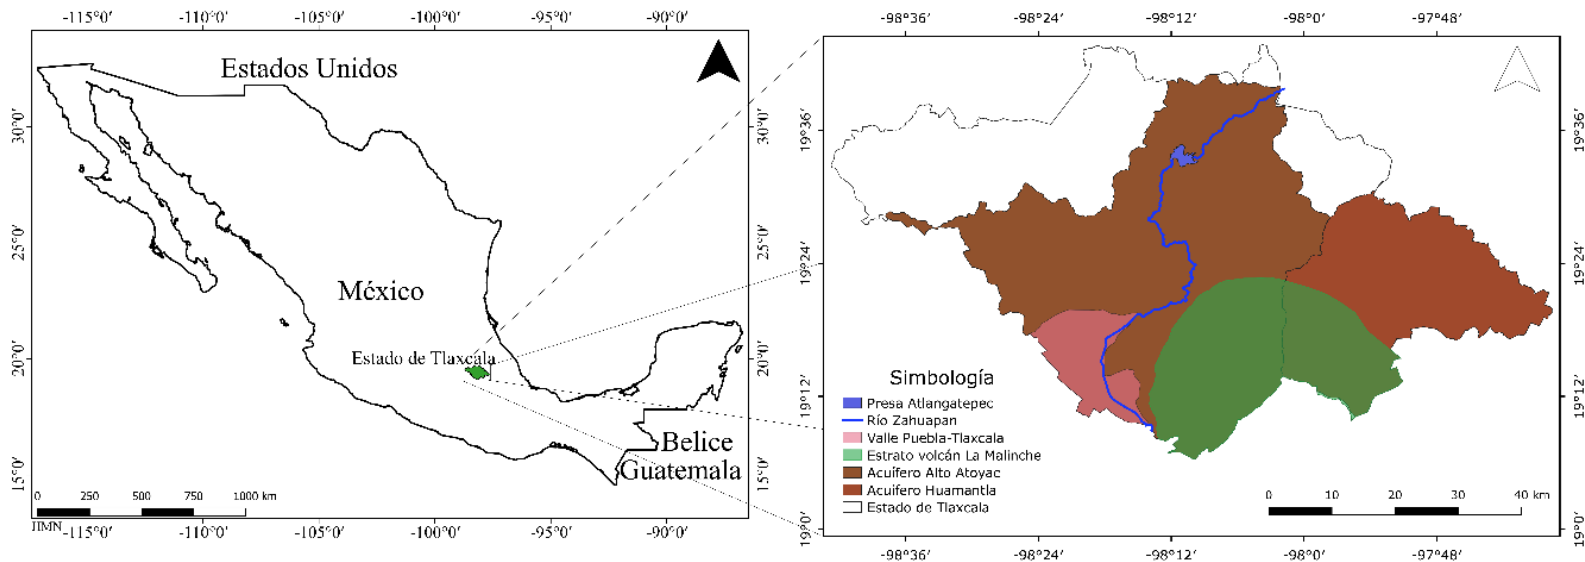 -115°0′ -110°0′ -105°0′ -100°0′ -95°0′ -90°0′
Estados Unidos
30°0′ 30°0′
25°0′ 25°0′
México
Estado de Tlaxcala
20°0′ 20°0′
Belice
Guatemala
15°0′ 15°0′
0 250 500 750 1000 km
JJMN
-115°0′ -110°0′ -105°0′ -100°0′ -95°0′ -90°0′
-98°36′ -98°24′ -98°12′ -98°0′ -97°48′
19°36′ 19°36′
19°24′ 19°24′
19°12′ 19°12′
19°0′ 19°0′
Simbología
Presa Atlangatepec
Río Zahuapan
Valle Puebla-Tlaxcala
Estrato volcán La Malinche
Acuífero Alto Atoyac
Acuifero Huamantla
Estado de Tlaxcala
0 10 20 30 40 km
-98°36′ -98°24′ -98°12′ -98°0′ -97°48′